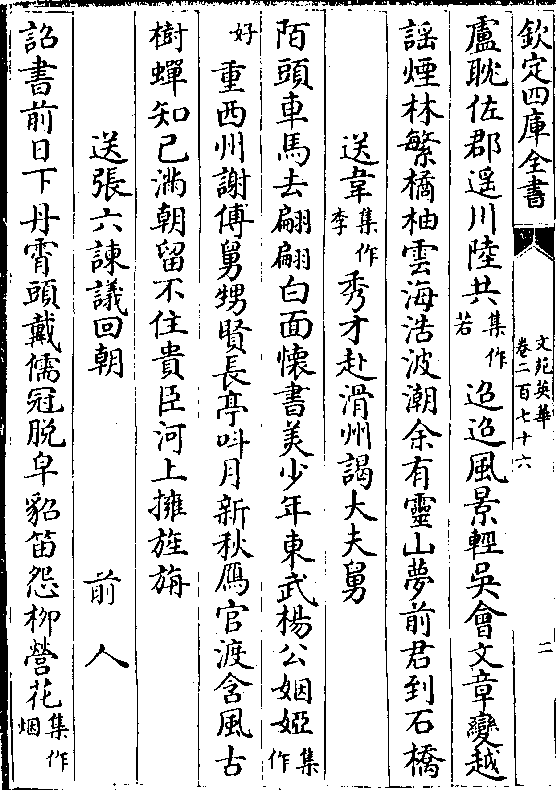 欽定四庫全書
文苑英華
卷二百七十六
二
盧耽佐郡遥川陸共集作若迢迢風景輕吳會文章變越
謡煙林繁橘柚雲海浩波潮余有靈山夢前君到石橋
送韋集作李秀才赴滑州謁大夫舅
陌頭車馬去翩翩白面懷書美少年東武楊公姻婭集作
好重西州謝傅舅甥賢長亭呌月新秋鴈官渡含風古
樹蟬知已滿朝留不住貴臣河上擁旌旃
送張六諫議回朝 前人
詔書前日下丹霄頭戴儒冠脱皁貂笛怨柳營花集作烟